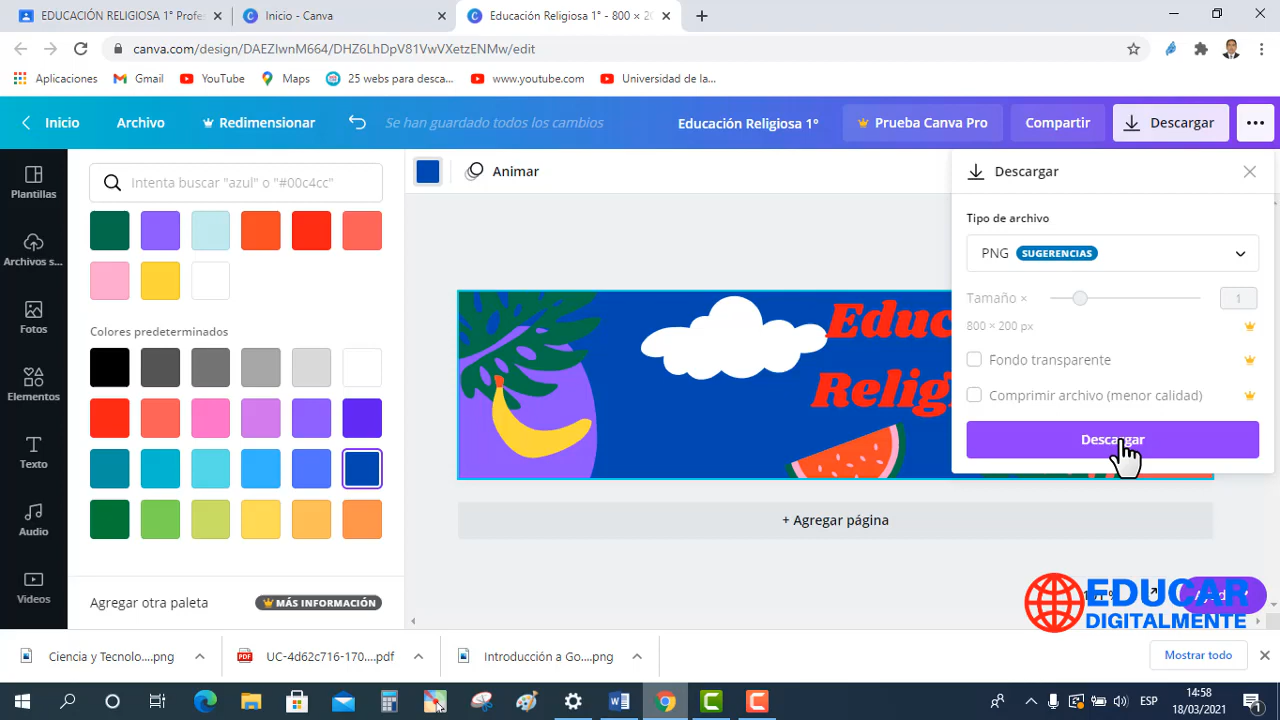 EDUCACIÓN RELIGIOSA 1° Profe
Inicio - Canva
Educación Religiosa 1° - 800 × 20
canva.com/design/DAEZIwnM664/DHZ6LhDpV81VwVXetzENMw/edit
Aplicaciones
Gmail
YouTube
Maps
25 webs para desca...
www.youtube.com
Universidad de la...
Inicio
Archivo
Redimensionar
Se han guardado todos los cambios
Educación Religiosa 1°
Prueba Canva Pro
Compartir
Descargar
Plantillas
Archivos s...
Fotos
Elementos
Texto
Audio
Videos
Intenta buscar "azul" o "#00c4cc"
Colores predeterminados
Agregar otra paleta
MÁS INFORMACIÓN
Animar
Educ
Relig
+ Agregar página
Descargar
Tipo de archivo
PNG SUGERENCIAS
Tamaño ×
1
800 × 200 px
Fondo transparente
Comprimir archivo (menor calidad)
Descargar
EDUCAR
DIGITALMENTE
Ciencia y Tecnolo....png
UC-4d62c716-170....pdf
Introducción a Go....png
Mostrar todo
ESP
14:58
18/03/2021
1